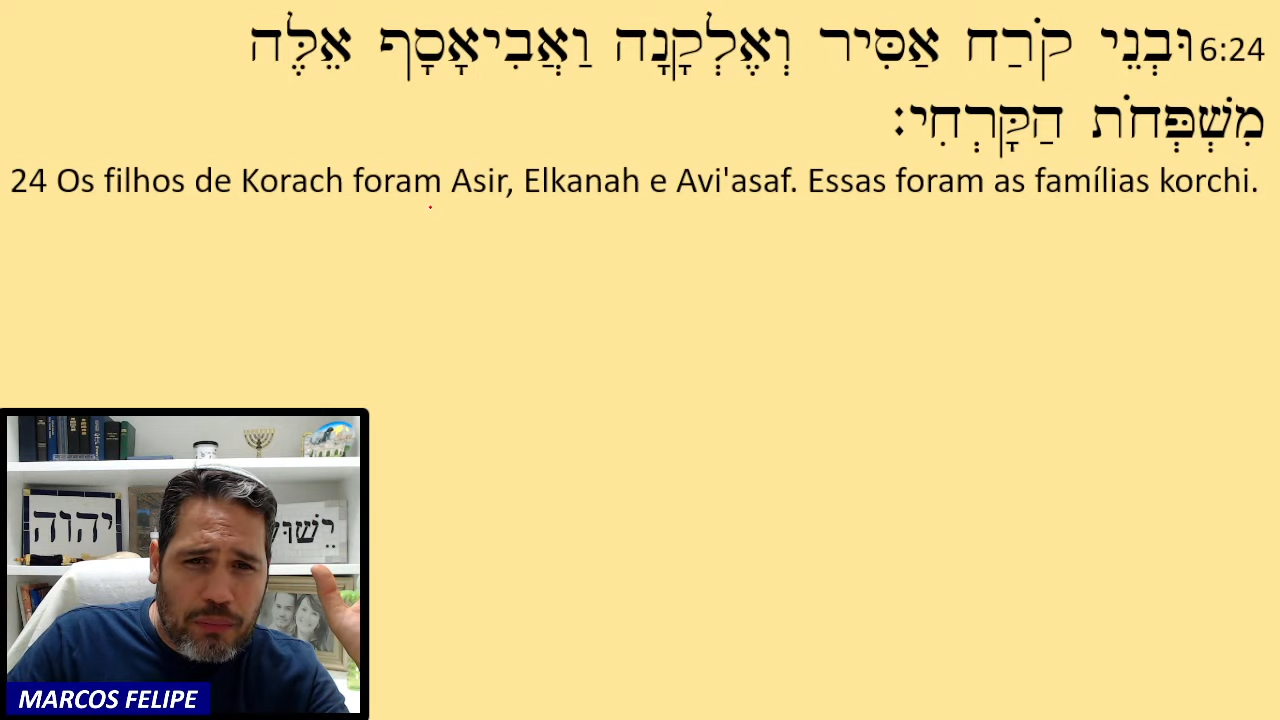 6:24 וּבְנֵי קֹרַח אַסִּיר וְאֶלְקָנָה וַאֲבִיאָסָף אֵלֶּה
מִשְׁפְּחֹת הַקָּרְחִי׃
24 Os filhos de Korach foram Asir, Elkanah e Avi'asaf. Essas foram as famílias korchi.
יהוה
MARCOS FELIPE